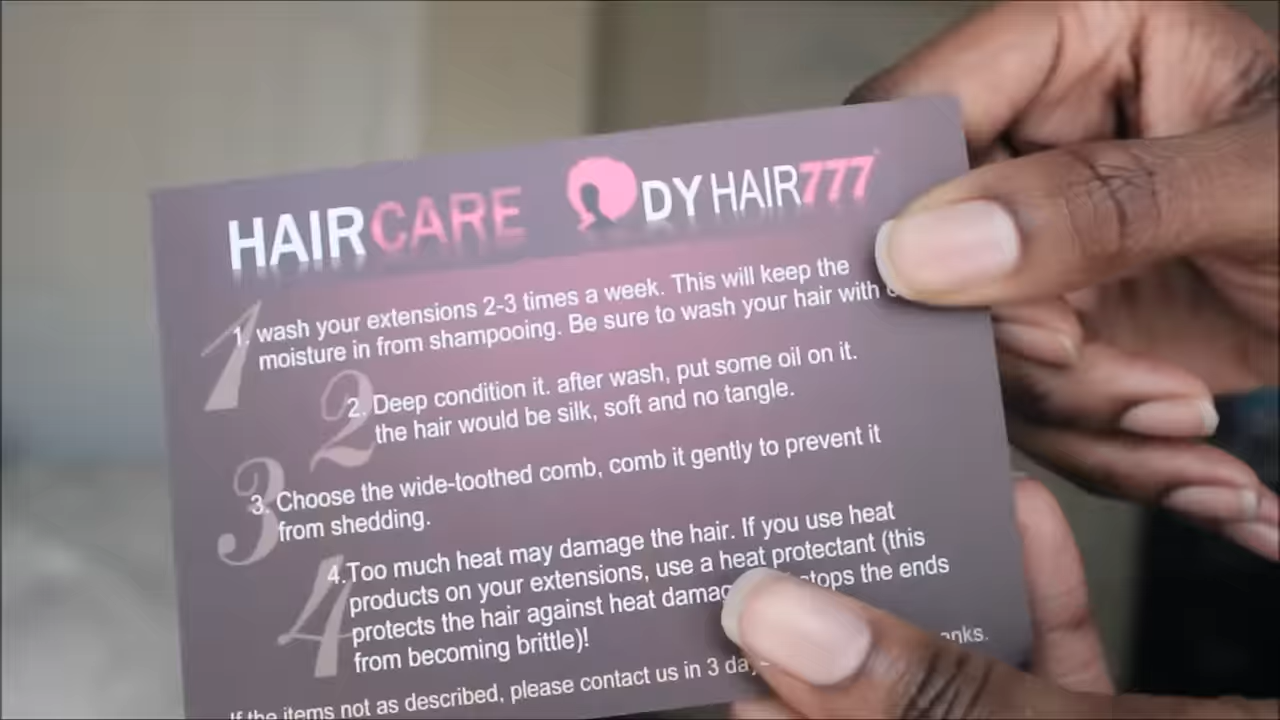 HAIRCARE DYHAIR777
1
1. wash your extensions 2-3 times a week. This will keep the
moisture in from shampooing. Be sure to wash your hair with
2
2. Deep condition it. after wash, put some oil on it.
the hair would be silk, soft and no tangle.
3
3. Choose the wide-toothed comb, comb it gently to prevent it
from shedding.
4
4.Too much heat may damage the hair. If you use heat
products on your extensions, use a heat protectant (this
protects the hair against heat stops the ends
from becoming brittle)!
If the items not as described, please contact us in 3